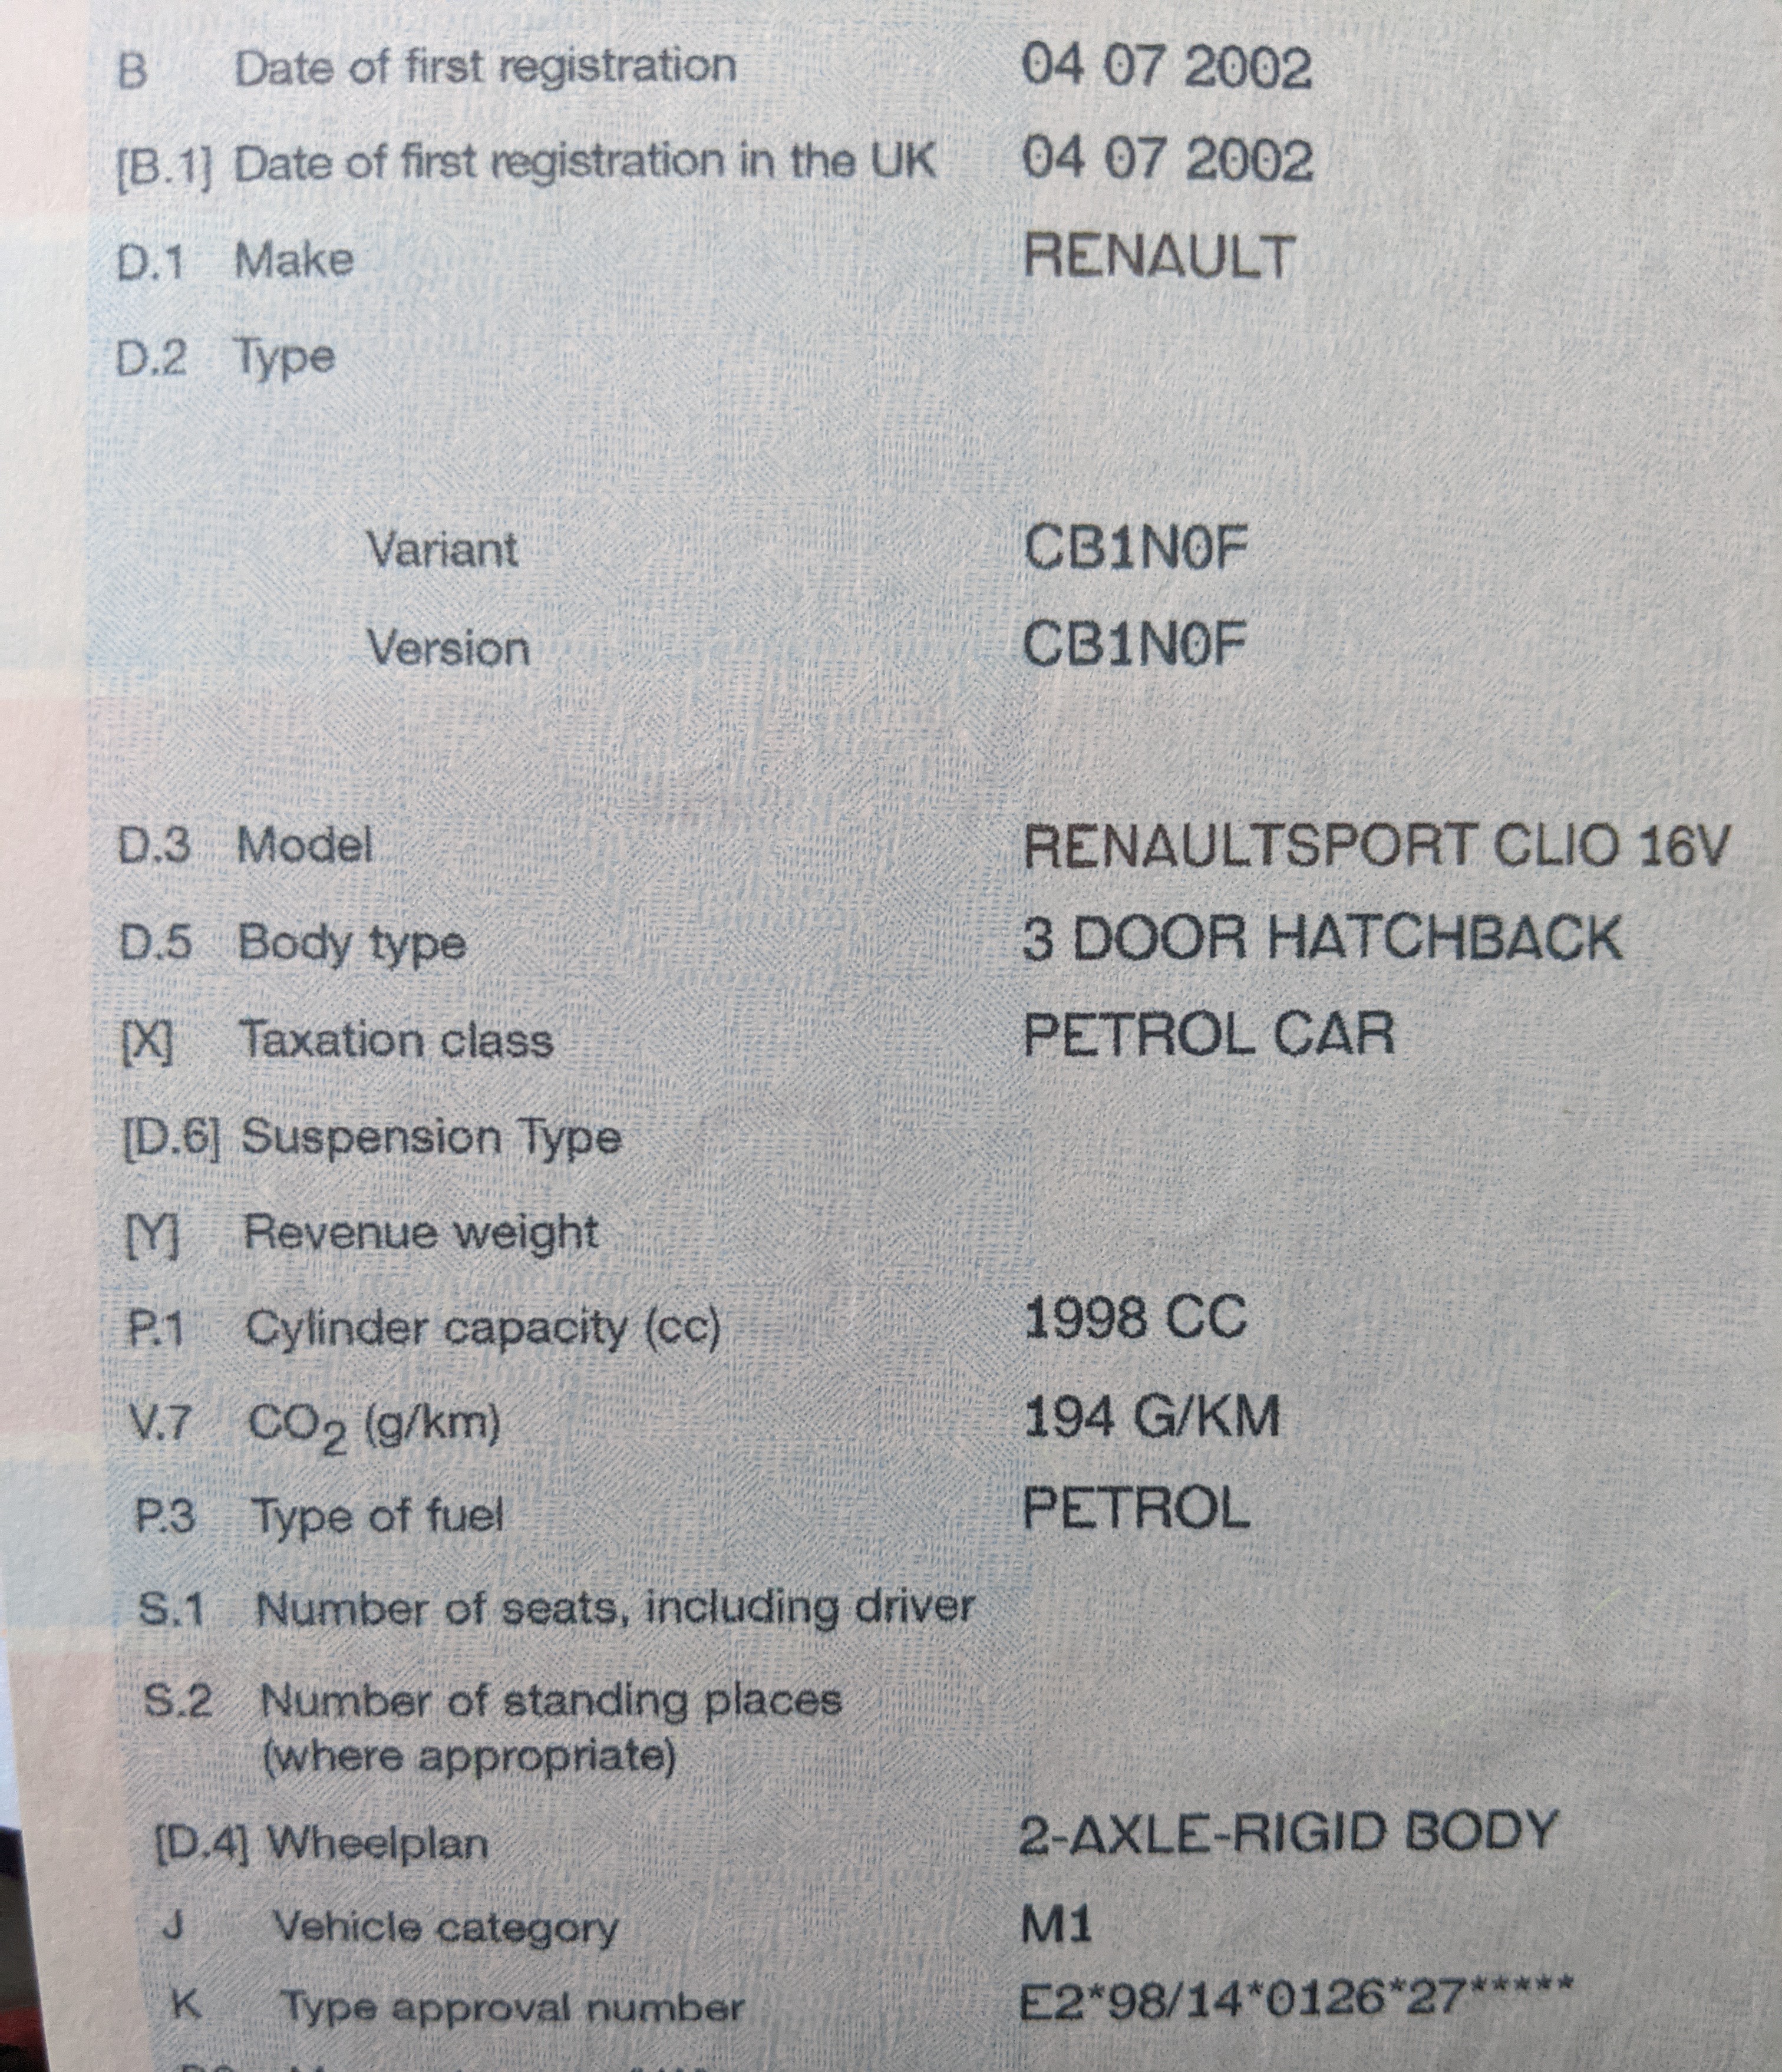 B Date of first registration 04 07 2002
[B.1] Date of first registration in the UK 04 07 2002
D.1 Make RENAULT
D.2 Type
Variant CB1N0F
Version CB1N0F
D.3 Model RENAULTSPORT CLIO 16V
D.5 Body type 3 DOOR HATCHBACK
[X] Taxation class PETROL CAR
[D.6] Suspension Type
[Y] Revenue weight
P.1 Cylinder capacity (cc) 1998 CC
V.7 CO2 (g/km) 194 G/KM
P.3 Type of fuel PETROL
S.1 Number of seats, including driver
S.2 Number of standing places
(where appropriate)
[D.4] Wheelplan 2-AXLE-RIGID BODY
J Vehicle category M1
K Type approval number E2*98/14*0126*27*****